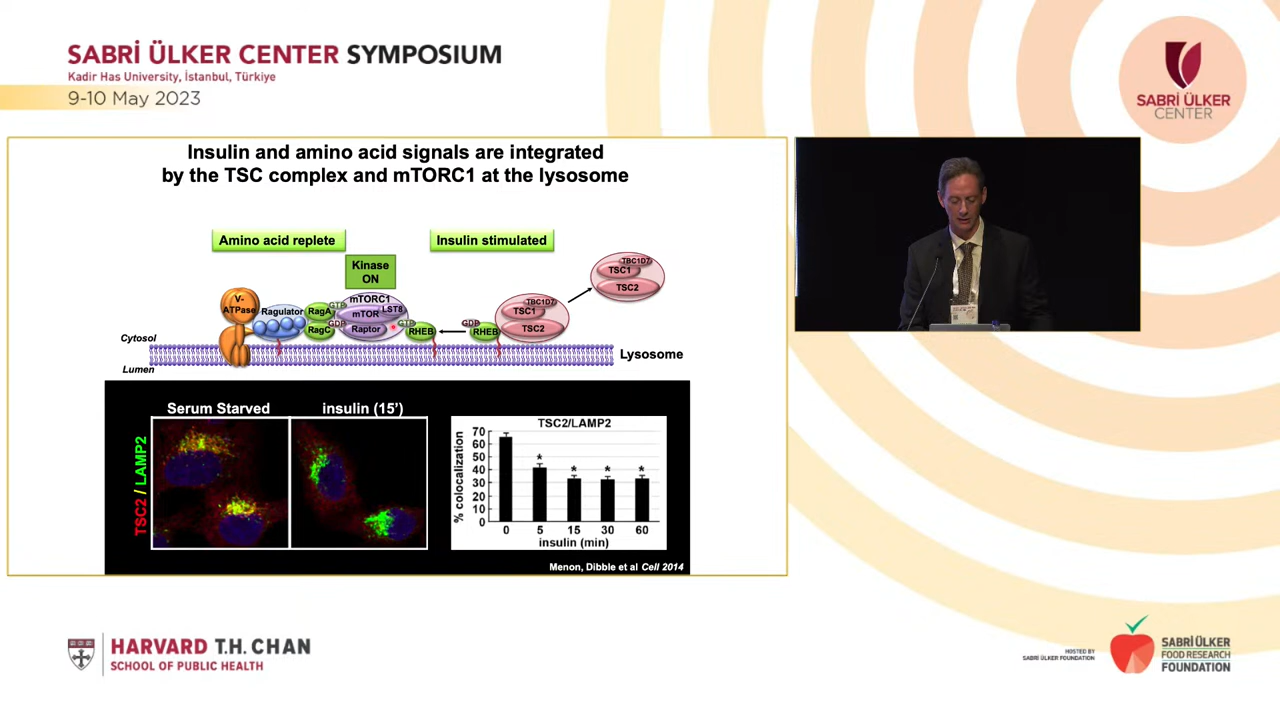 SABRİ ÜLKER CENTER SYMPOSIUM
Kadir Has University, İstanbul, Türkiye
9-10 May 2023
SABRİ ÜLKER
CENTER
Insulin and amino acid signals are integrated
by the TSC complex and mTORC1 at the lysosome
Amino acid replete
Insulin stimulated
Kinase
ON
V-
ATPase
Ragulator
RagA
GTP
RagC
GDP
mTORC1
mTOR
LST8
Raptor
GTP
RHEB
GDP
RHEB
TBC1D7
TSC1
TSC2
TBC1D7
TSC1
TSC2
Cytosol
Lumen
Lysosome
Serum Starved
insulin (15’)
TSC2 / LAMP2
TSC2/LAMP2
% colocalization
70
60
50
40
30
20
10
0
* * * *
0 5 15 30 60
insulin (min)
Menon, Dibble et al Cell 2014
HARVARD T.H. CHAN
SCHOOL OF PUBLIC HEALTH
HOSTED BY
SABRİ ÜLKER FOUNDATION
SABRİ ÜLKER
FOOD RESEARCH
FOUNDATION